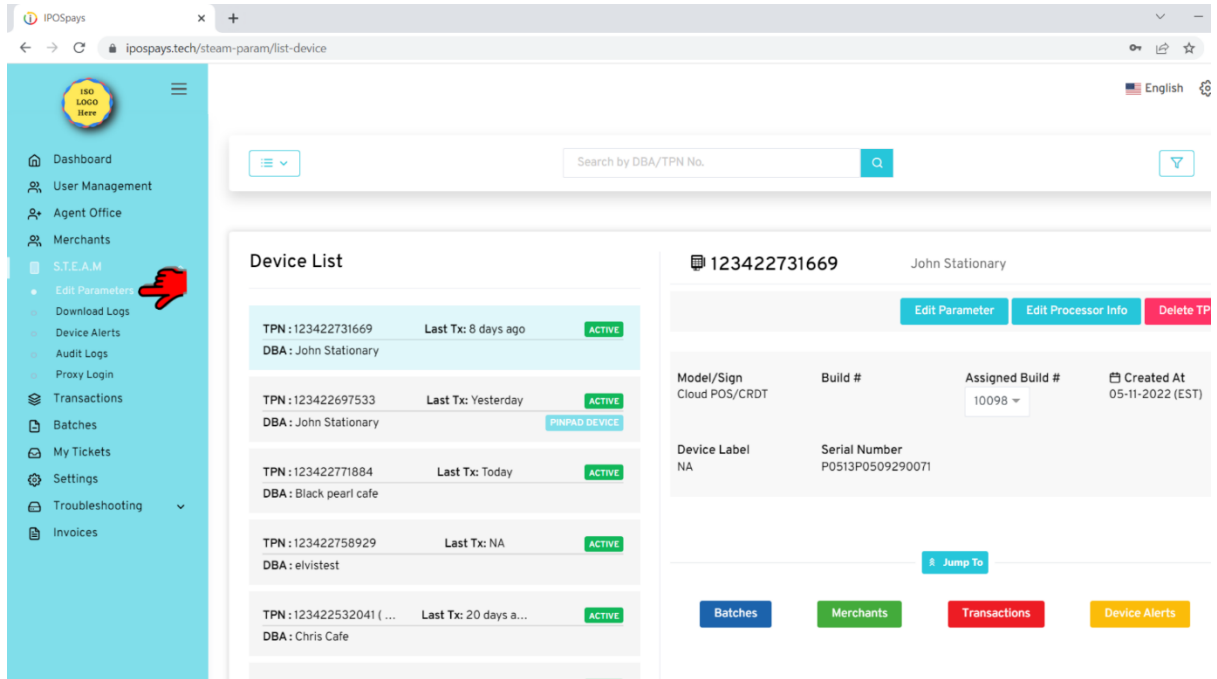 IPOSpays
ipospays.tech/steam-param/list-device
ISO
LOGO
Here
English
Dashboard
User Management
Agent Office
Merchants
S.T.E.A.M
Edit Parameters
Download Logs
Device Alerts
Audit Logs
Proxy Login
Transactions
Batches
My Tickets
Settings
Troubleshooting
Invoices
Search by DBA/TPN No.
Device List
TPN : 123422731669 Last Tx: 8 days ago ACTIVE
DBA : John Stationary
TPN : 123422697533 Last Tx: Yesterday ACTIVE
DBA : John Stationary PINPAD DEVICE
TPN : 123422771884 Last Tx: Today ACTIVE
DBA : Black pearl cafe
TPN : 123422758929 Last Tx: NA ACTIVE
DBA : elvistest
TPN : 123422532041 ( ... Last Tx: 20 days a... ACTIVE
DBA : Chris Cafe
123422731669 John Stationary
Edit Parameter Edit Processor Info Delete TP
Model/Sign Build # Assigned Build # Created At
Cloud POS/CRDT 10098 05-11-2022 (EST)
Device Label Serial Number
NA P0513P0509290071
Jump To
Batches Merchants Transactions Device Alerts